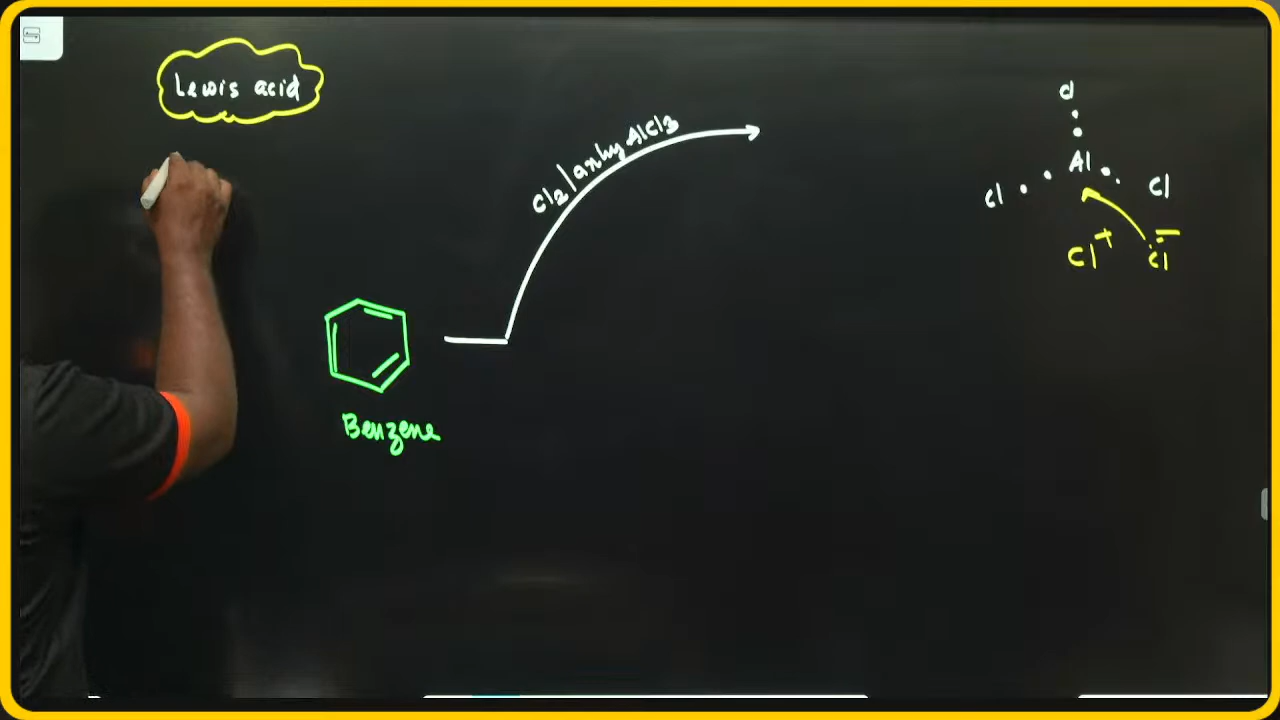 Lewis acid
Cl2 | anhy AlCl3
Cl
Al
Cl
Cl
Cl+
Cl−
Benzene